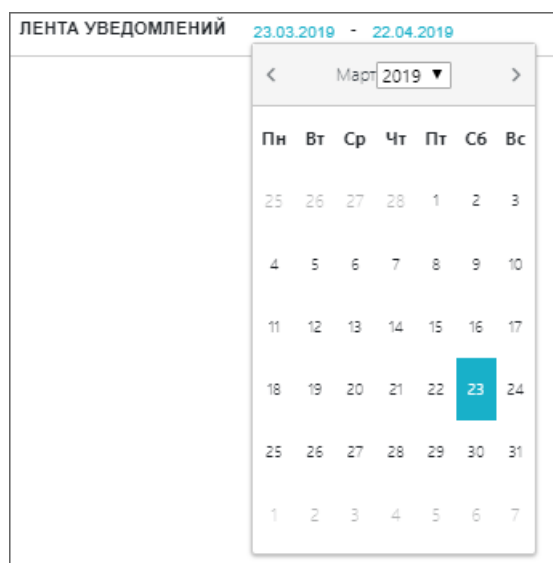 ЛЕНТА УВЕДОМЛЕНИЙ 23.03.2019 - 22.04.2019
< Март 2019 ▼ >
Пн Вт Ср Чт Пт Сб Вс
25 26 27 28 1 2 3
4 5 6 7 8 9 10
11 12 13 14 15 16 17
18 19 20 21 22 23 24
25 26 27 28 29 30 31
1 2 3 4 5 6 7